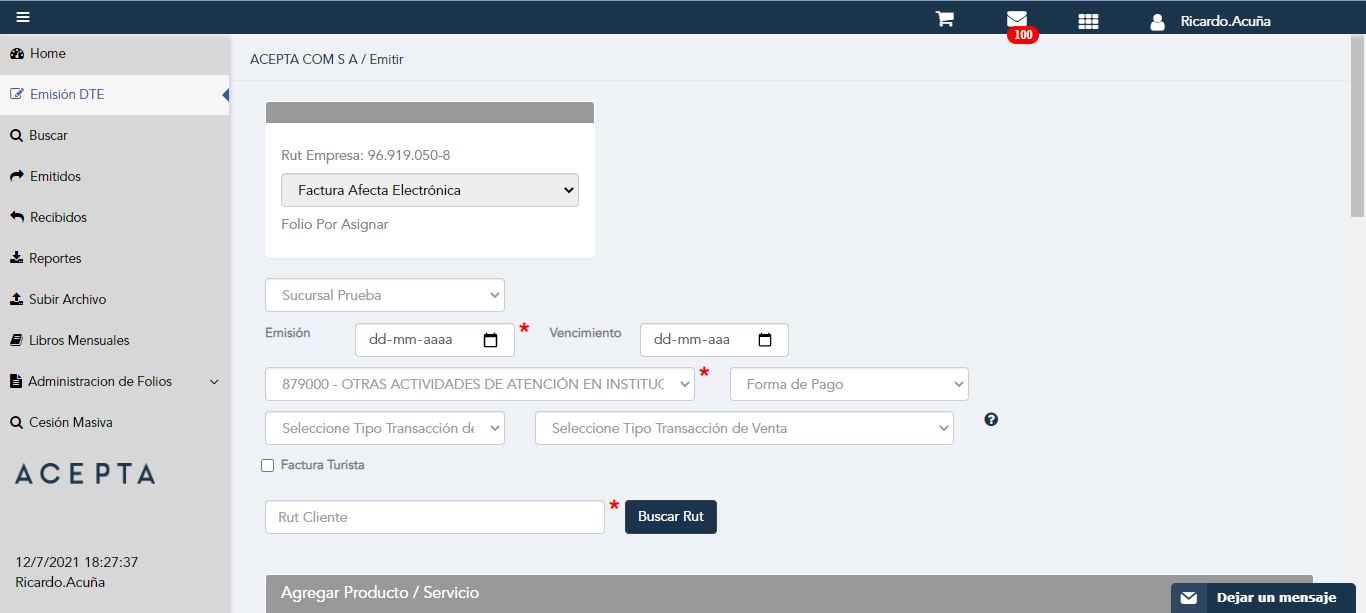 Ricardo.Acuña
100
Home
Emisión DTE
Buscar
Emitidos
Recibidos
Reportes
Subir Archivo
Libros Mensuales
Administracion de Folios
Cesión Masiva
ACEPTA
12/7/2021 18:27:37
Ricardo.Acuña
ACEPTA COM S A / Emitir
Rut Empresa: 96.919.050-8
Factura Afecta Electrónica
Folio Por Asignar
Sucursal Prueba
Emisión dd-mm-aaaa * Vencimiento dd-mm-aaa
879000 - OTRAS ACTIVIDADES DE ATENCIÓN EN INSTITUC * Forma de Pago
Seleccione Tipo Transacción de Seleccione Tipo Transacción de Venta ?
Factura Turista
Rut Cliente * Buscar Rut
Agregar Producto / Servicio
Dejar un mensaje